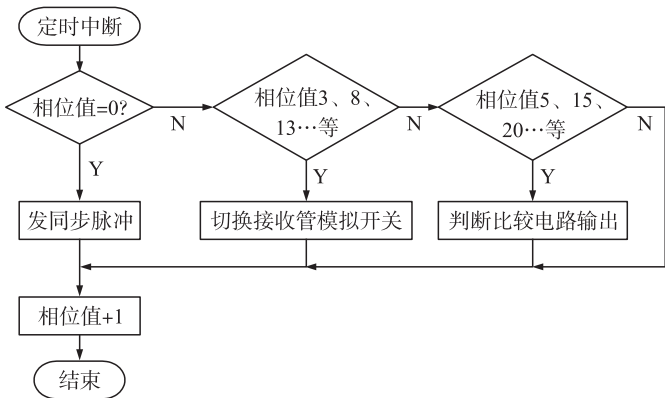 定时中断
相位值=0?
N
相位值3、8、
13…等
N
相位值5、15、
20…等
N
Y
Y
Y
发同步脉冲
切换接收管模拟开关
判断比较电路输出
相位值+1
结束